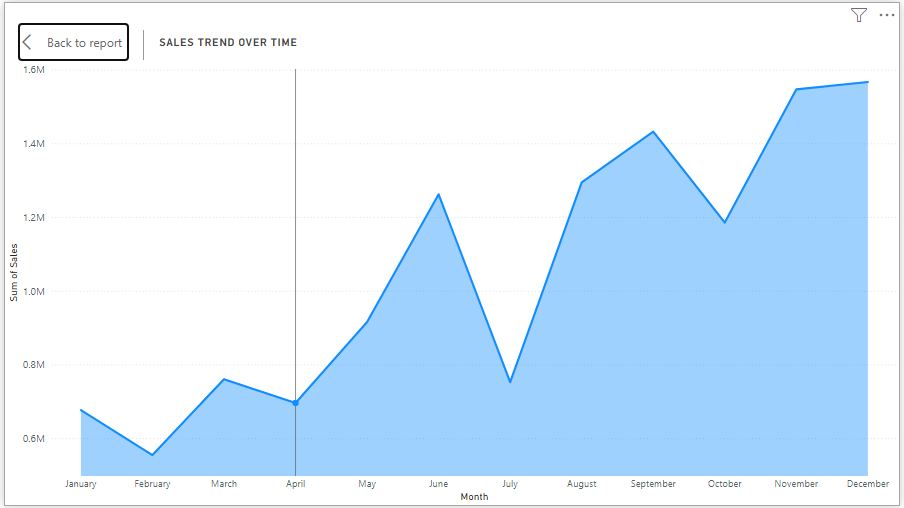 Back to report
SALES TREND OVER TIME
1.6M
1.4M
1.2M
1.0M
0.8M
0.6M
Sum of Sales
January February March April May June July August September October November December
Month